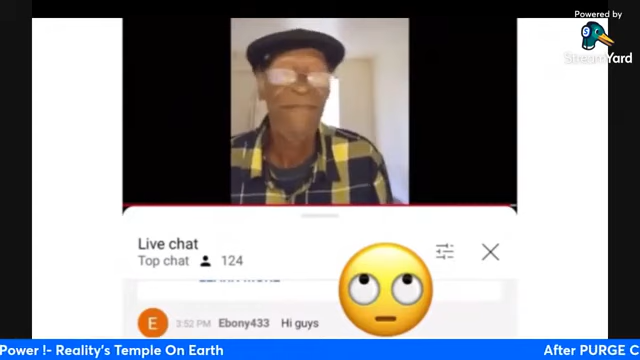 Powered by
StreamYard
Live chat
Top chat 124
E 3:52 PM Ebony433 Hi guys
Power !- Reality's Temple On Earth After PURGE C